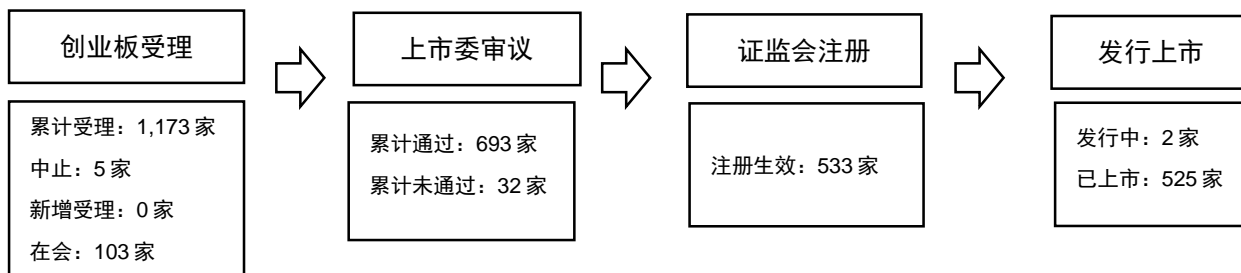 创业板受理
累计受理：1,173 家
中止：5 家
新增受理：0 家
在会：103 家
上市委审议
累计通过：693 家
累计未通过：32 家
证监会注册
注册生效：533 家
发行上市
发行中：2 家
已上市：525 家